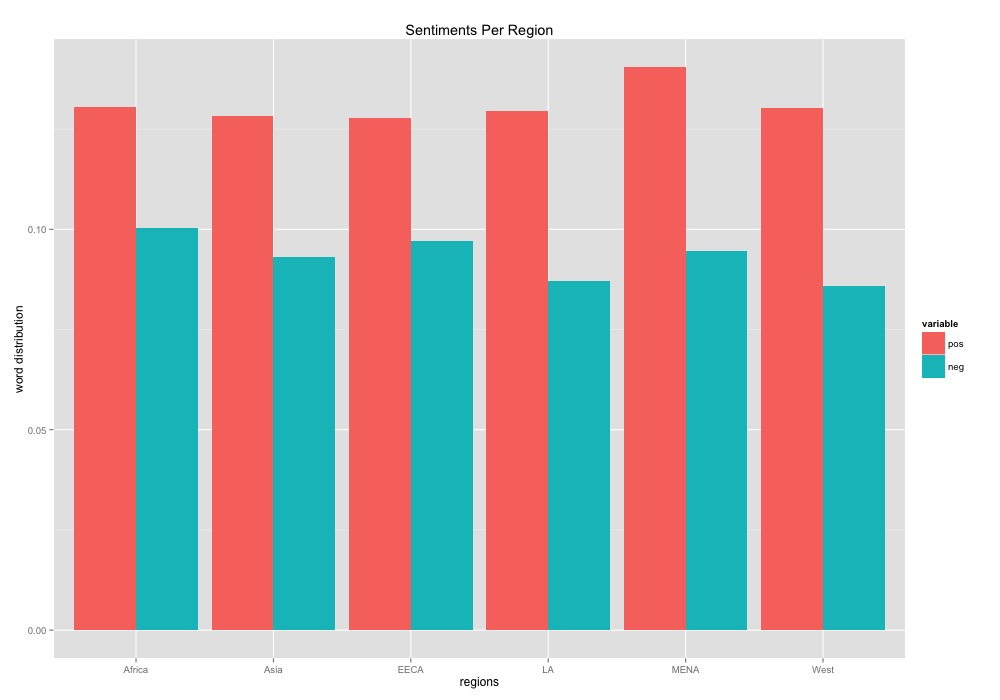 Sentiments Per Region
word distribution
0.10
0.05
0.00
Africa Asia EECA LA MENA West
regions
variable
pos
neg